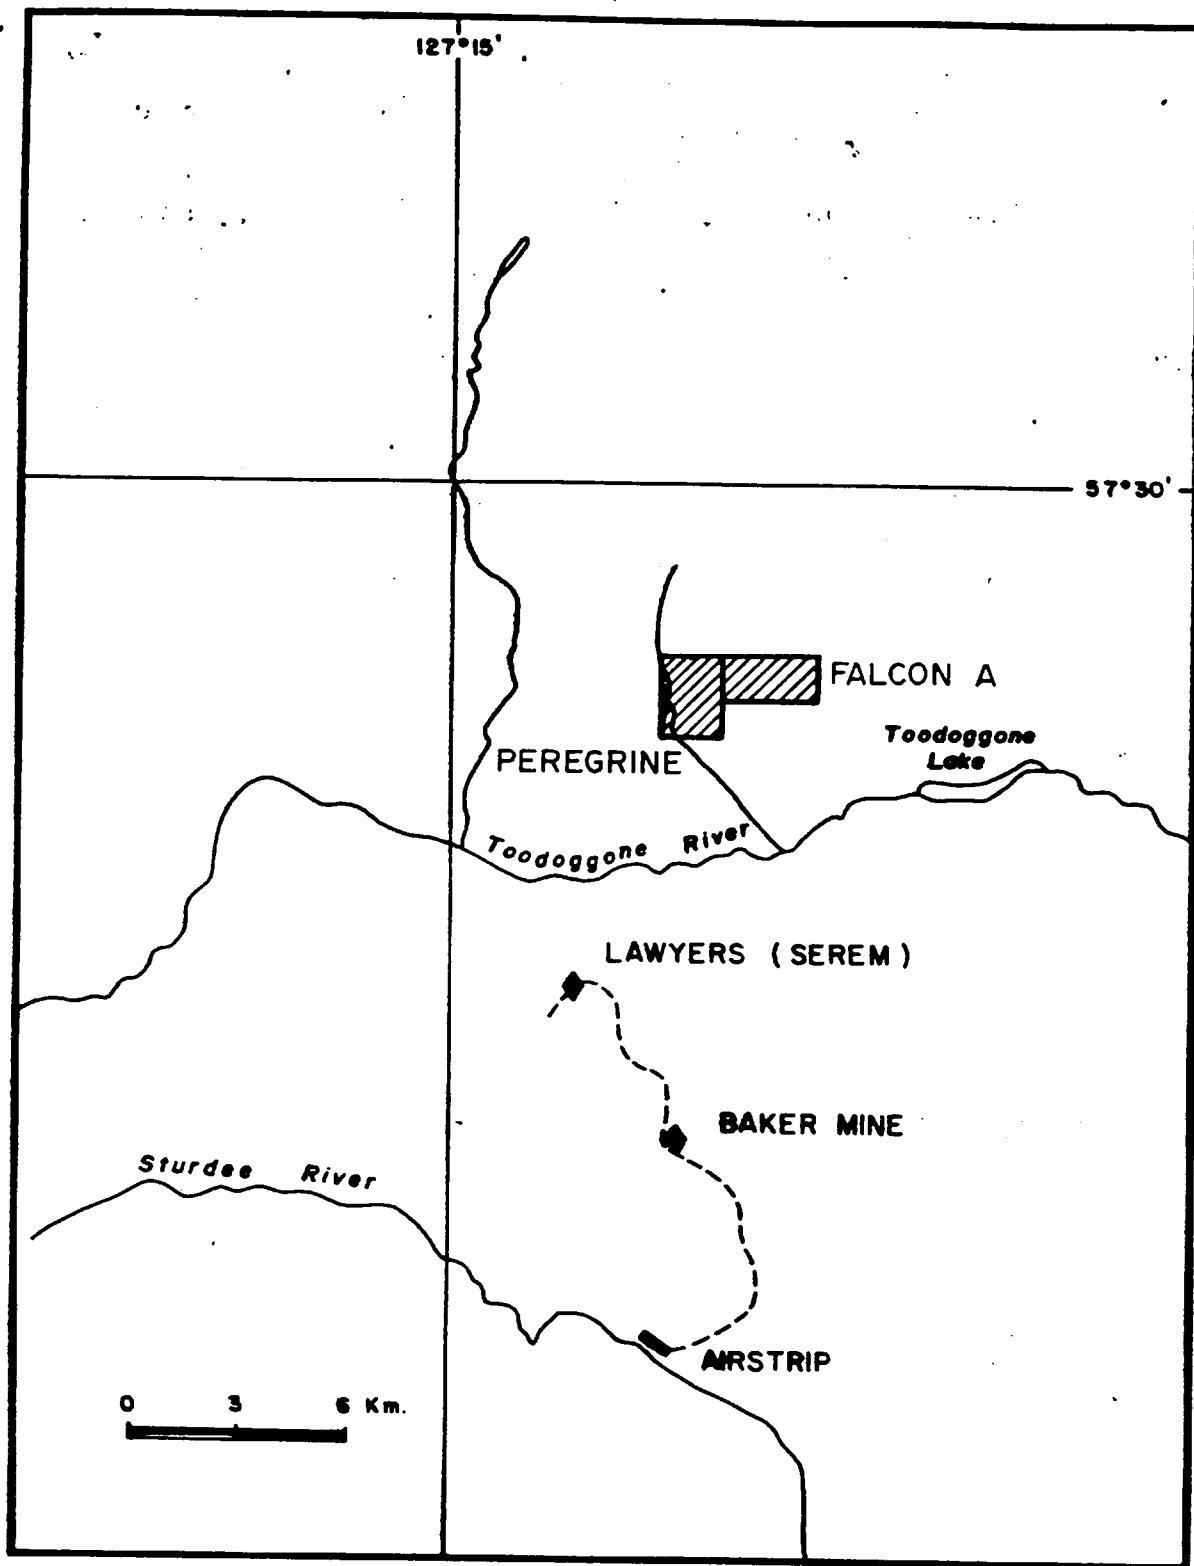 127°15'
57°30'
FALCON A
Toodoggone
Lake
PEREGRINE
Toodoggone River
LAWYERS (SEREM)
BAKER MINE
Sturdee River
AIRSTRIP
0 3 6 Km.